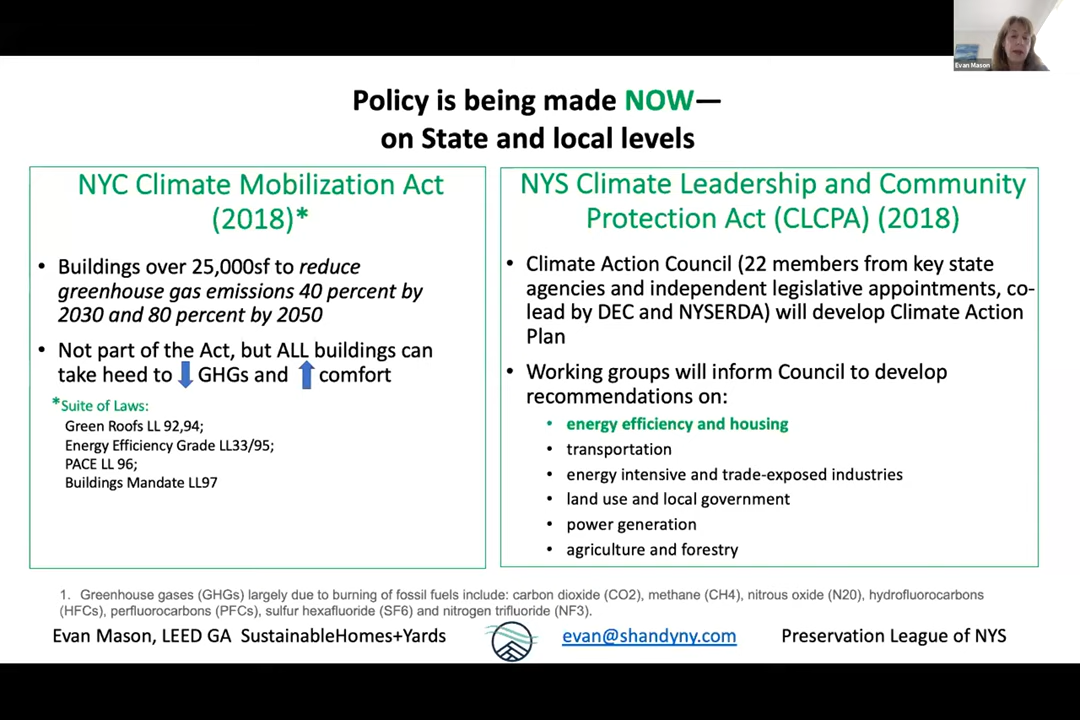 Evan Mason
Policy is being made NOW—
on State and local levels
NYC Climate Mobilization Act
(2018)*
• Buildings over 25,000sf to reduce
greenhouse gas emissions 40 percent by
2030 and 80 percent by 2050
• Not part of the Act, but ALL buildings can
take heed to GHGs and comfort
*Suite of Laws:
Green Roofs LL 92,94;
Energy Efficiency Grade LL33/95;
PACE LL 96;
Buildings Mandate LL97
NYS Climate Leadership and Community
Protection Act (CLCPA) (2018)
• Climate Action Council (22 members from key state
agencies and independent legislative appointments, co-
lead by DEC and NYSERDA) will develop Climate Action
Plan
• Working groups will inform Council to develop
recommendations on:
• energy efficiency and housing
• transportation
• energy intensive and trade-exposed industries
• land use and local government
• power generation
• agriculture and forestry
1. Greenhouse gases (GHGs) largely due to burning of fossil fuels include: carbon dioxide (CO2), methane (CH4), nitrous oxide (N20), hydrofluorocarbons
(HFCs), perfluorocarbons (PFCs), sulfur hexafluoride (SF6) and nitrogen trifluoride (NF3).
Evan Mason, LEED GA SustainableHomes+Yards evan@shandyny.com Preservation League of NYS